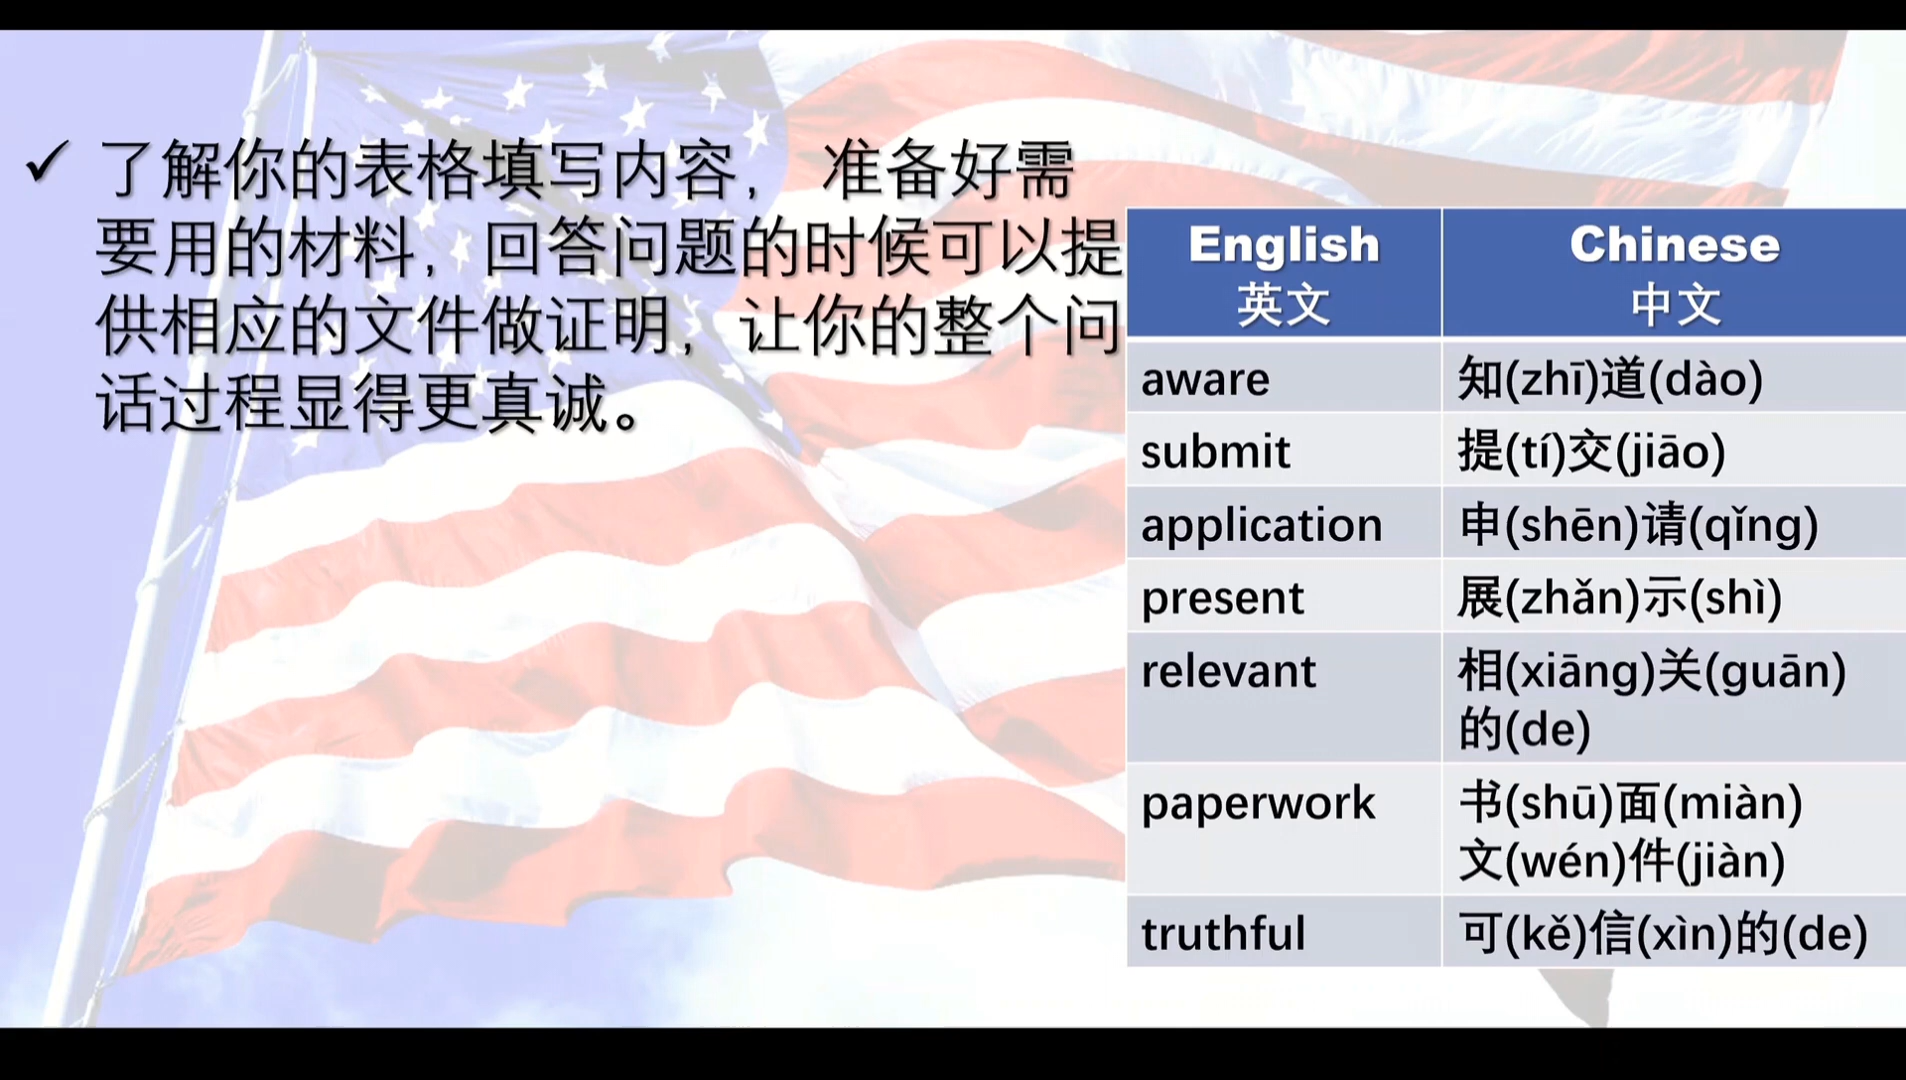 ✓ 了解你的表格填写内容， 准备好需
要用的材料，回答问题的时候可以提
供相应的文件做证明，让你的整个问
话过程显得更真诚。
English Chinese
英文 中文
aware 知(zhī)道(dào)
submit 提(tí)交(jiāo)
application 申(shēn)请(qǐng)
present 展(zhǎn)示(shì)
relevant 相(xiāng)关(guān)
的(de)
paperwork 书(shū)面(miàn)
文(wén)件(jiàn)
truthful 可(kě)信(xìn)的(de)